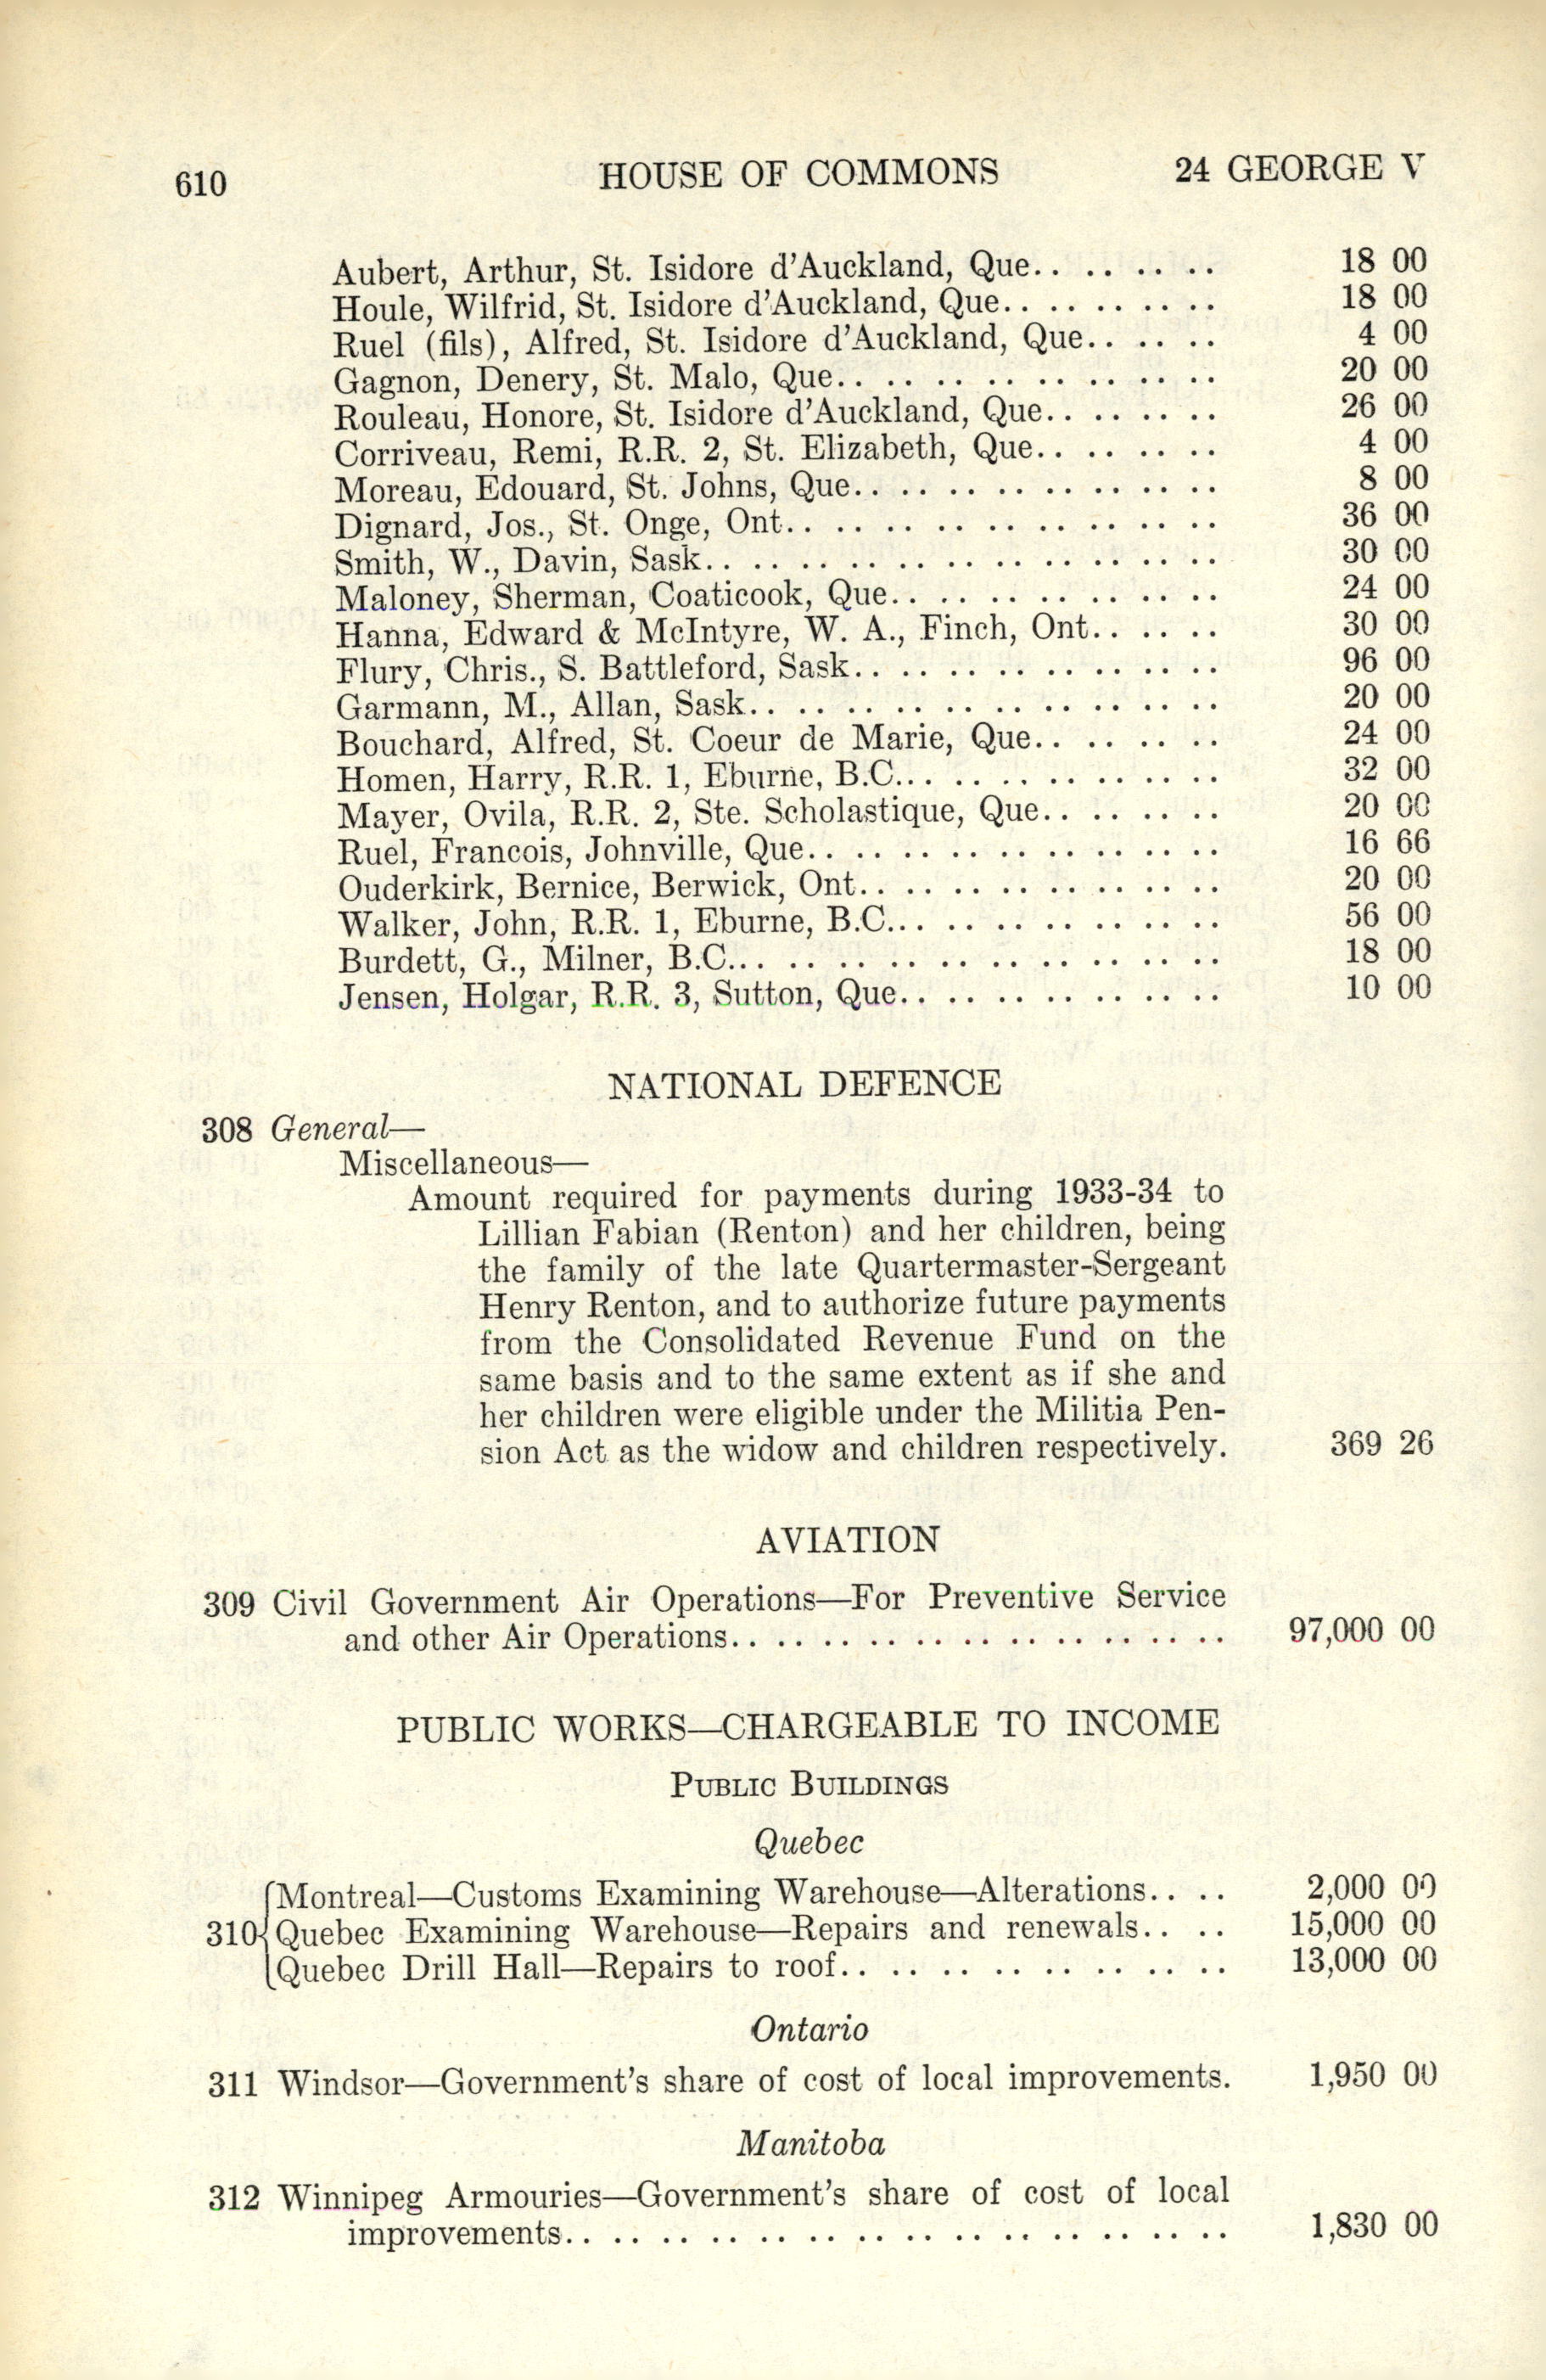 610 HOUSE OF COMMONS 24 GEORGE V
Aubert, Arthur, St. Isidore d'Auckland, Que. . . . . . . . 18 00
Houle, Wilfrid, St. Isidore d'Auckland, Que. . . . . . . . . . 18 00
Ruel (fils), Alfred, St. Isidore d'Auckland, Que. . . . . . 4 00
Gagnon, Denery, St. Malo, Que. . . . . . . . . . . . . . . . 20 00
Rouleau, Honore, St. Isidore d'Auckland, Que. . . . . . . . 26 00
Corriveau, Remi, R.R. 2, St. Elizabeth, Que. . . . . . . . 4 00
Moreau, Edouard, St. Johns, Que. . . . . . . . . . . . . . . . 8 00
Dignard, Jos., St. Onge, Ont. . . . . . . . . . . . . . . . . . 36 00
Smith, W., Davin, Sask. . . . . . . . . . . . . . . . . . . . . . 30 00
Maloney, Sherman, Coaticook, Que. . . . . . . . . . . . . . 24 00
Hanna, Edward & McIntyre, W. A., Finch, Ont. . . . . . 30 00
Flury, Chris., S. Battleford, Sask. . . . . . . . . . . . . . . . 96 00
Garmann, M., Allan, Sask. . . . . . . . . . . . . . . . . . . . 20 00
Bouchard, Alfred, St. Coeur de Marie, Que. . . . . . . . 24 00
Homen, Harry, R.R. 1, Eburne, B.C. . . . . . . . . . . . . . . 32 00
Mayer, Ovila, R.R. 2, Ste. Scholastique, Que. . . . . . . . 20 00
Ruel, Francois, Johnville, Que. . . . . . . . . . . . . . . . . . 16 66
Ouderkirk, Bernice, Berwick, Ont. . . . . . . . . . . . . . . . 20 00
Walker, John, R.R. 1, Eburne, B.C. . . . . . . . . . . . . . . . 56 00
Burdett, G., Milner, B.C. . . . . . . . . . . . . . . . . . . . . . 18 00
Jensen, Holgar, R.R. 3, Sutton, Que. . . . . . . . . . . . . . 10 00
NATIONAL DEFENCE
308 General—
Miscellaneous—
Amount required for payments during 1933-34 to
Lillian Fabian (Renton) and her children, being
the family of the late Quartermaster-Sergeant
Henry Renton, and to authorize future payments
from the Consolidated Revenue Fund on the
same basis and to the same extent as if she and
her children were eligible under the Militia Pen-
sion Act as the widow and children respectively. 369 26
AVIATION
309 Civil Government Air Operations—For Preventive Service
and other Air Operations. . . . . . . . . . . . . . . . . . . . . . 97,000 00
PUBLIC WORKS—CHARGEABLE TO INCOME
PUBLIC BUILDINGS
Quebec
Montreal—Customs Examining Warehouse—Alterations. . . . 2,000 00
310 Quebec Examining Warehouse—Repairs and renewals. . . . 15,000 00
Quebec Drill Hall—Repairs to roof. . . . . . . . . . . . . . . . 13,000 00
Ontario
311 Windsor—Government's share of cost of local improvements. 1,950 00
Manitoba
312 Winnipeg Armouries—Government's share of cost of local
improvements. . . . . . . . . . . . . . . . . . . . . . . . . . . . 1,830 00